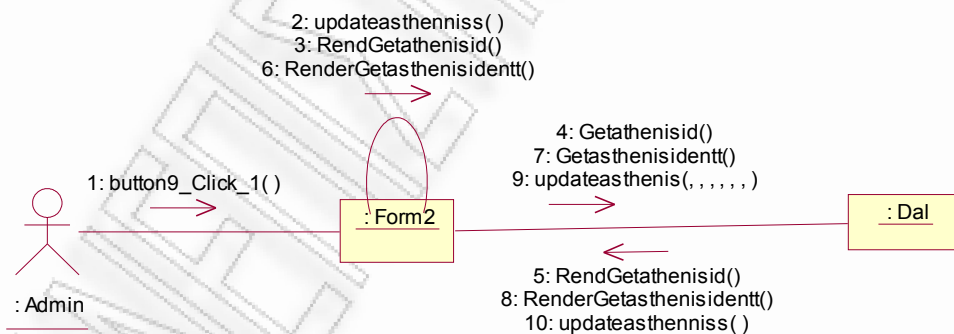 2: updateasthenniss( )
3: RendGetathenisid()
6: RenderGetasthenisidentt()
4: Getathenisid()
7: Getasthenisidentt()
9: updateasthenis(, , , , , , )
1: button9_Click_1( )
: Form2
: Dal
5: RendGetathenisid()
8: RenderGetasthenisidentt()
10: updateasthenniss( )
: Admin